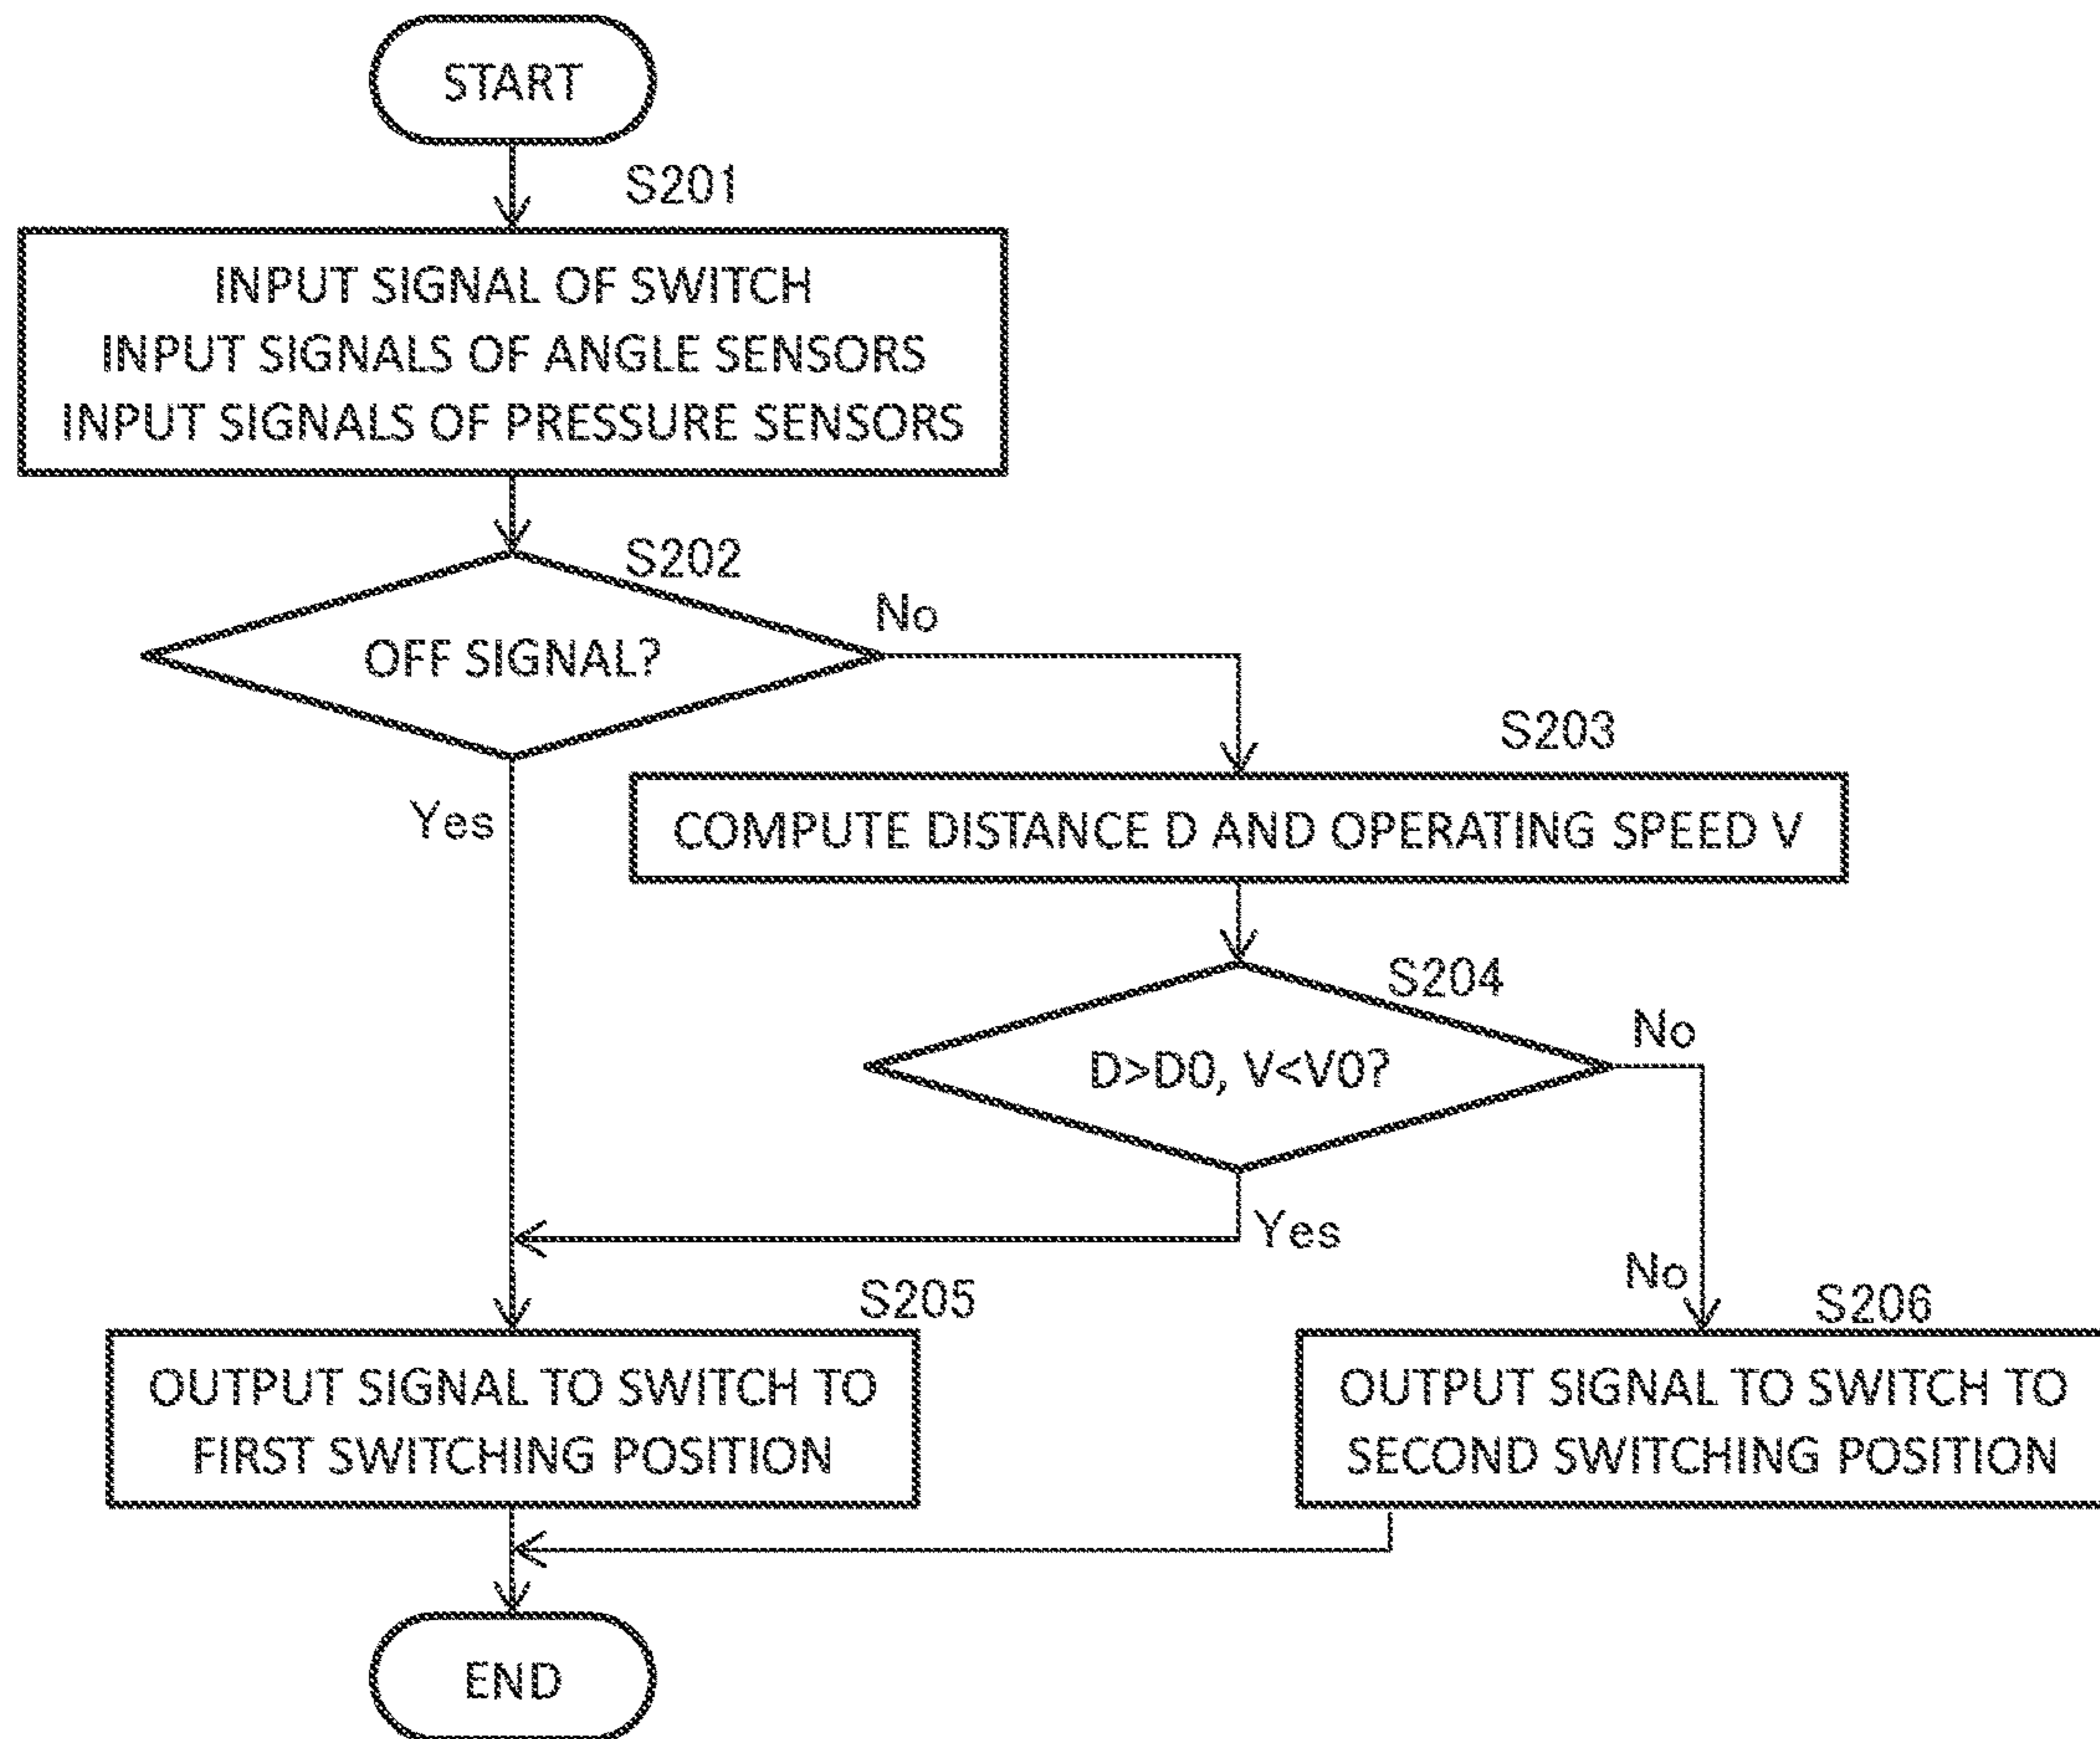 START
S201
INPUT SIGNAL OF SWITCH
INPUT SIGNALS OF ANGLE SENSORS
INPUT SIGNALS OF PRESSURE SENSORS
S202
OFF SIGNAL?
No
Yes
S203
COMPUTE DISTANCE D AND OPERATING SPEED V
S204
D>D0, V<V0?
No
Yes
No
S205
OUTPUT SIGNAL TO SWITCH TO
FIRST SWITCHING POSITION
S206
OUTPUT SIGNAL TO SWITCH TO
SECOND SWITCHING POSITION
END